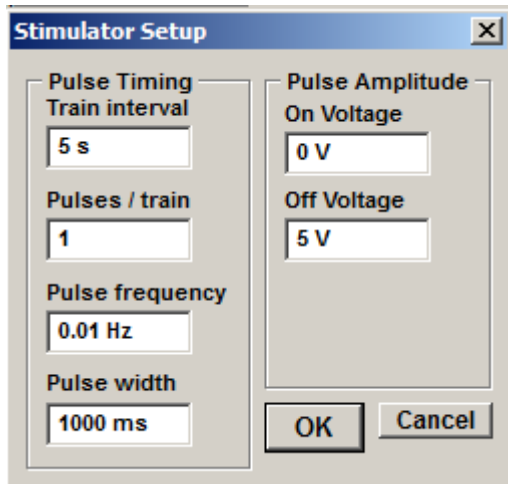 Stimulator Setup
Pulse Timing
Train interval
5 s
Pulses / train
1
Pulse frequency
0.01 Hz
Pulse width
1000 ms
Pulse Amplitude
On Voltage
0 V
Off Voltage
5 V
OK
Cancel